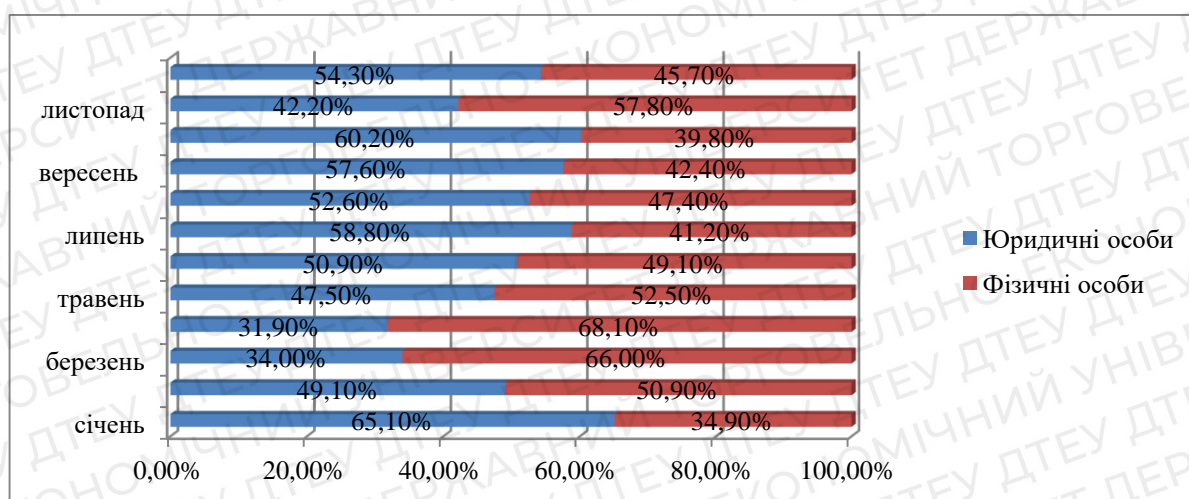 54,30% 45,70%
листопад 42,20% 57,80%
60,20% 39,80%
вересень 57,60% 42,40%
52,60% 47,40%
липень 58,80% 41,20%
50,90% 49,10%
травень 47,50% 52,50%
31,90% 68,10%
березень 34,00% 66,00%
49,10% 50,90%
січень 65,10% 34,90%
0,00% 20,00% 40,00% 60,00% 80,00% 100,00%
Юридичні особи
Фізичні особи